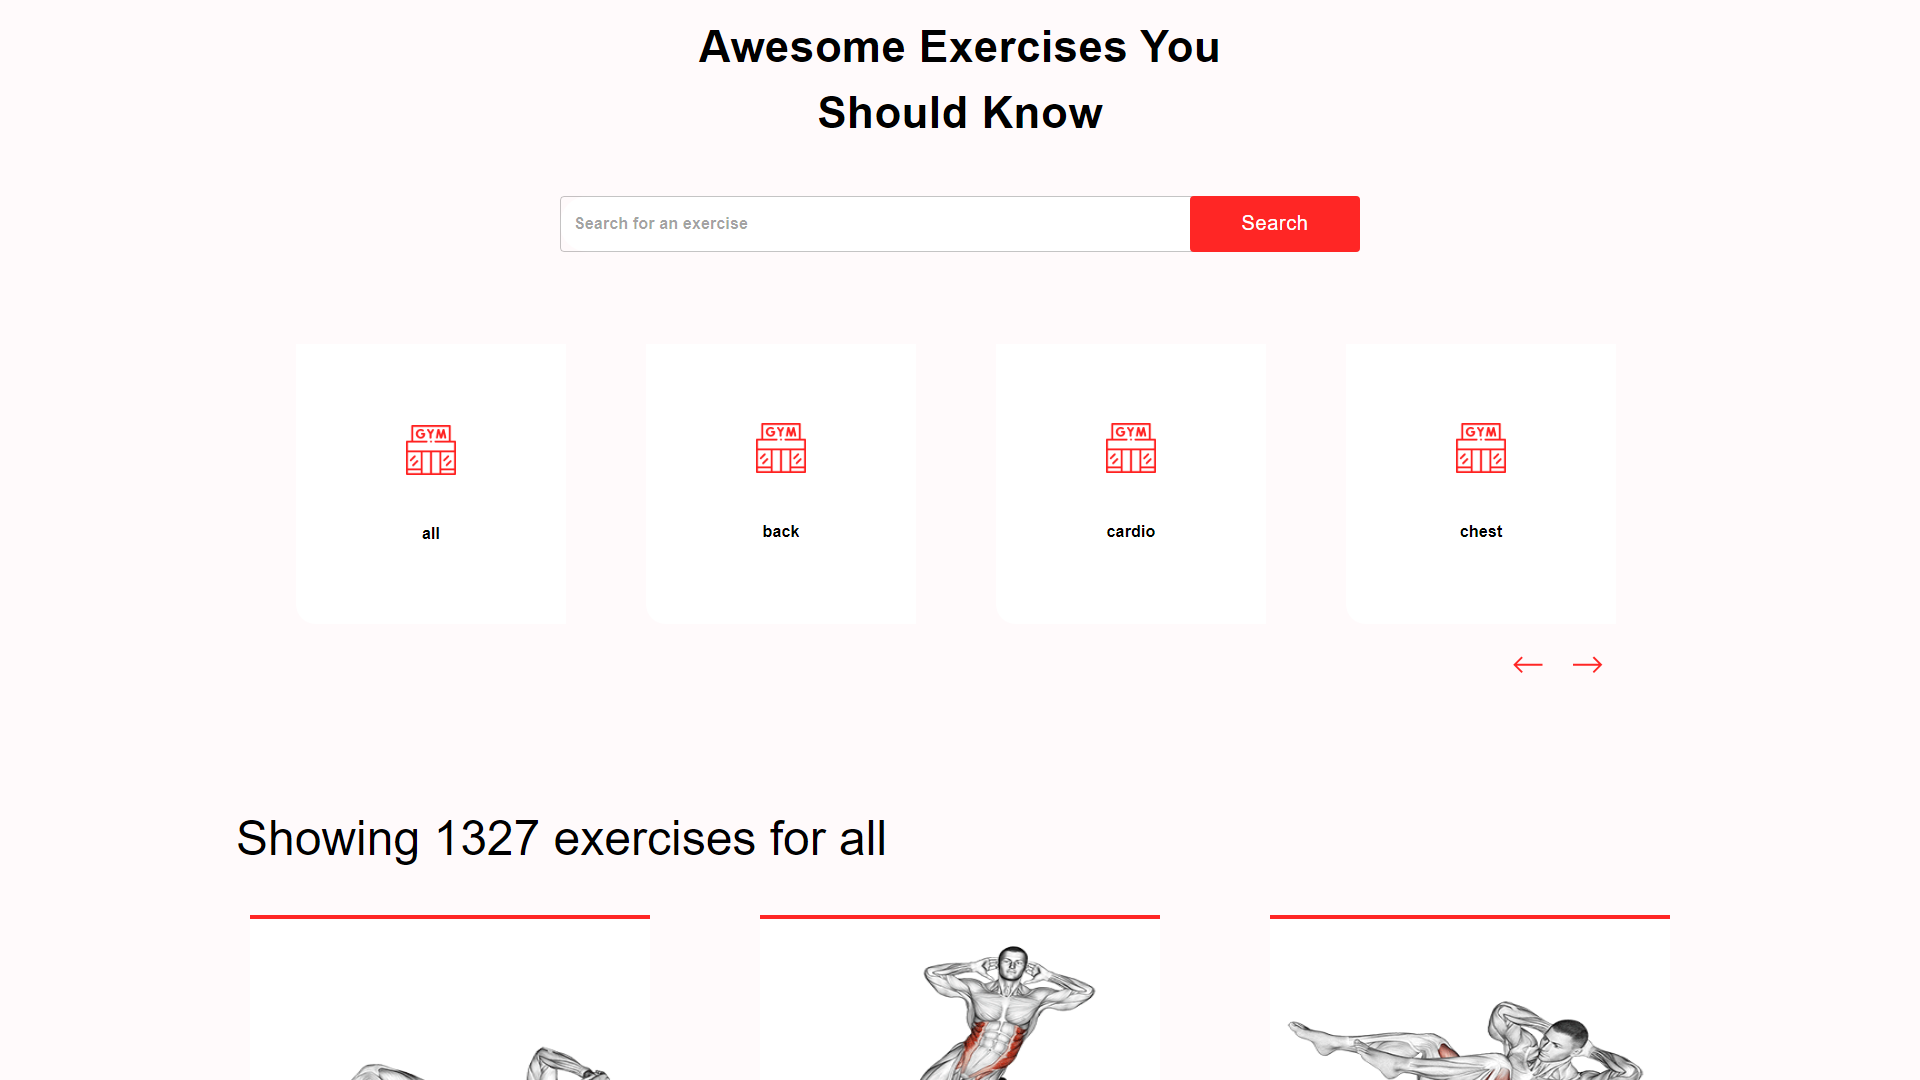 Awesome Exercises You
Should Know
Search for an exercise
Search
GYM
GYM
GYM
GYM
all
back
cardio
chest
Showing 1327 exercises for all